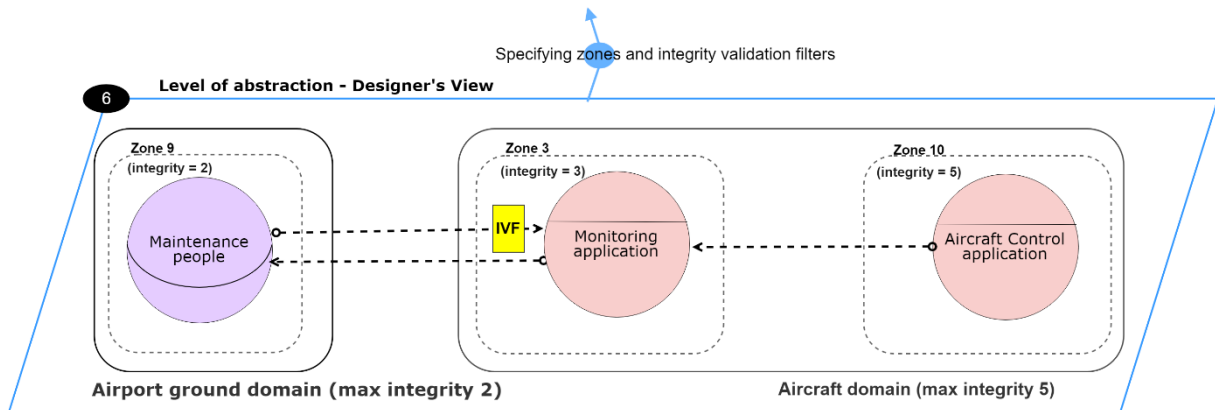 Specifying zones and integrity validation filters
Level of abstraction - Designer's View
6
Zone 9
(integrity = 2)
Maintenance
people
IVF
Zone 3
(integrity = 3)
Monitoring
application
Zone 10
(integrity = 5)
Aircraft Control
application
Airport ground domain (max integrity 2)
Aircraft domain (max integrity 5)